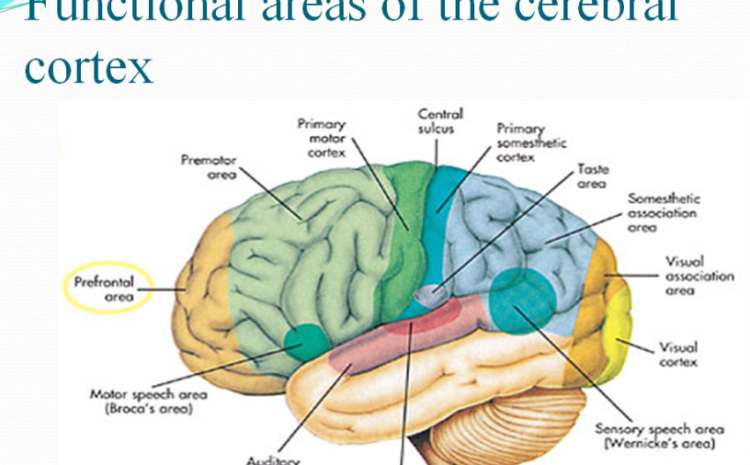 Functional areas of the cerebral
cortex
Central
sulcus
Primary
motor
cortex
Primary
somesthetic
cortex
Premotor
area
Taste
area
Somesthetic
association
area
Visual
association
area
Prefrontal
area
Visual
cortex
Motor speech area
(Broca's area)
Sensory speech area
(Wernicke's area)
Auditory